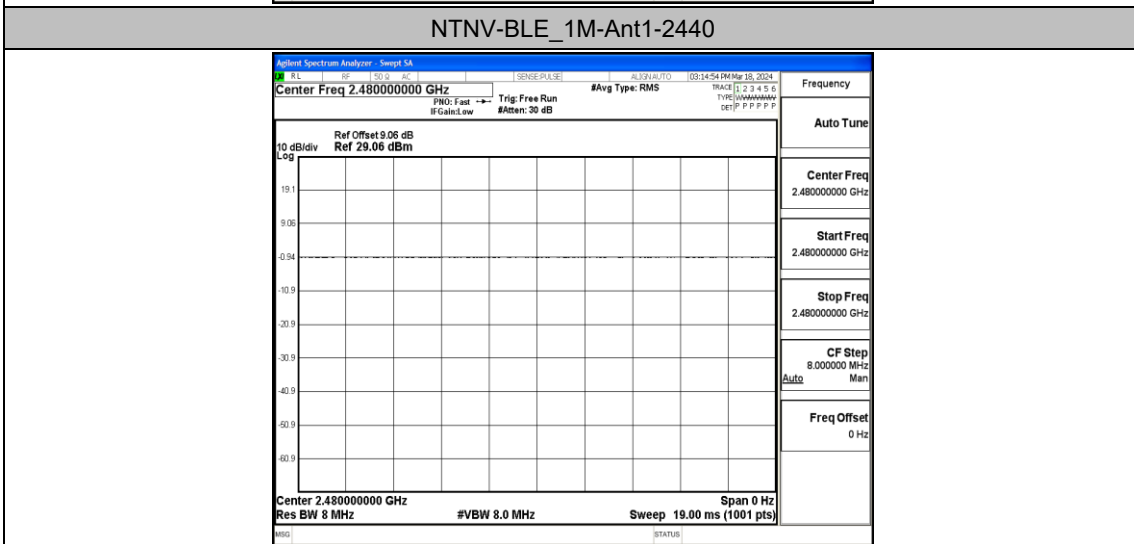 NTNV-BLE_1M-Ant1-2440
Agilent Spectrum Analyzer - Swept SA
RL RF 50 Ω AC SENSE:PULSE ALIGN AUTO 03:14:54 PM Mar 18, 2024
Center Freq 2.480000000 GHz
#Avg Type: RMS
TRACE 1 2 3 4 5 6
TYPE WWWWWW
DET P P P P P P
PNO: Fast
IFGain:Low
Trig: Free Run
#Atten: 30 dB
Ref Offset 9.06 dB
10 dB/div Ref 29.06 dBm
Log
19.1
9.06
-0.94
-10.9
-20.9
-30.9
-40.9
-50.9
-60.9
Center 2.480000000 GHz Span 0 Hz
Res BW 8 MHz #VBW 8.0 MHz Sweep 19.00 ms (1001 pts)
MSG STATUS
Frequency
Auto Tune
Center Freq
2.480000000 GHz
Start Freq
2.480000000 GHz
Stop Freq
2.480000000 GHz
CF Step
8.000000 MHz
Auto Man
Freq Offset
0 Hz